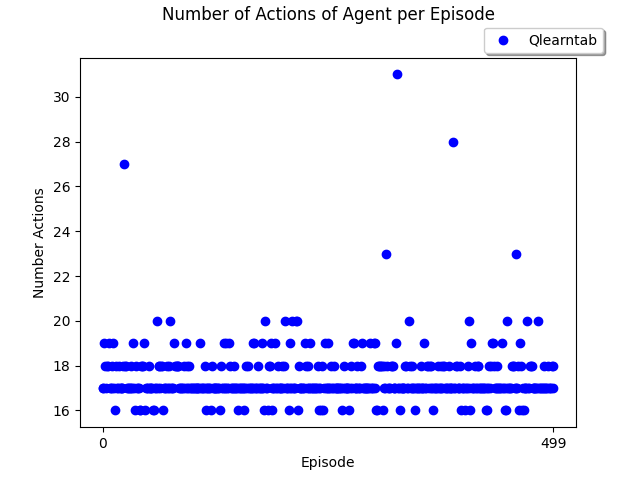 Number of Actions of Agent per Episode
Qlearntab
30
28
26
24
22
20
18
16
Number Actions
0
499
Episode